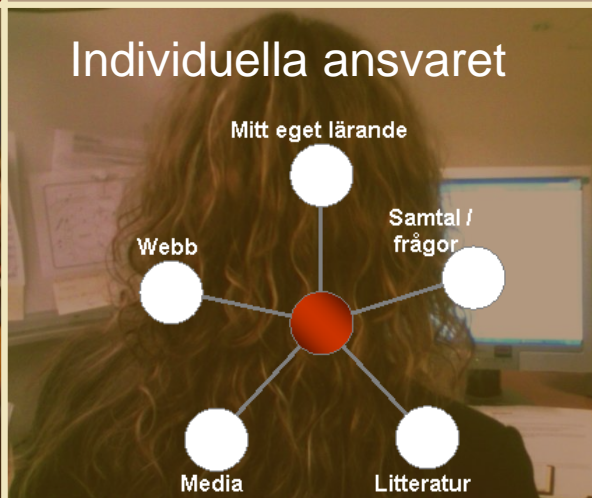 Individuella ansvaret
Mitt eget lärande
Samtal /
frågor
Webb
Media
Litteratur